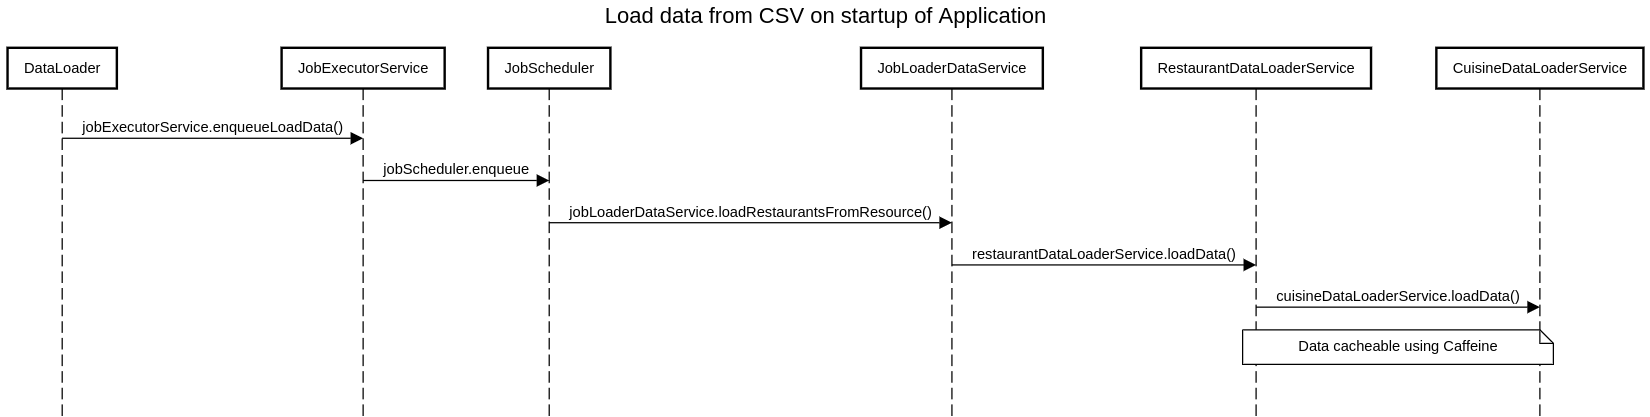 Load data from CSV on startup of Application
DataLoader
JobExecutorService
JobScheduler
JobLoaderDataService
RestaurantDataLoaderService
CuisineDataLoaderService
jobExecutorService.enqueueLoadData()
jobScheduler.enqueue
jobLoaderDataService.loadRestaurantsFromResource()
restaurantDataLoaderService.loadData()
cuisineDataLoaderService.loadData()
Data cacheable using Caffeine